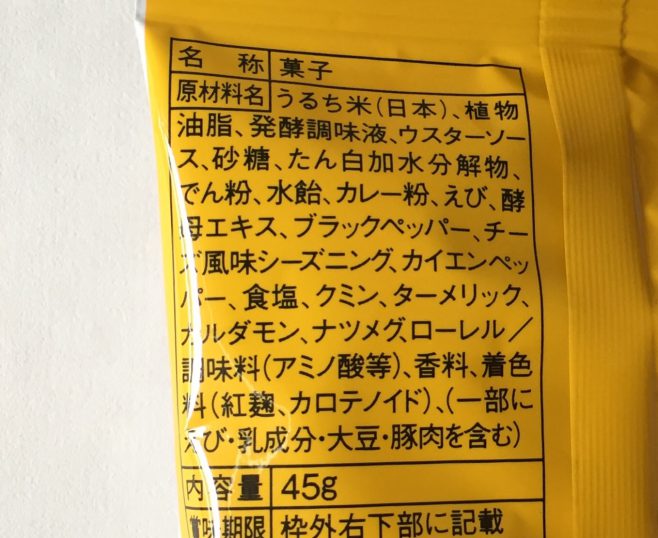 名称 菓子
原材料名 うるち米(日本)、植物
油脂、発酵調味液、ウスターソー
ス、砂糖、たん白加水分解物、
でん粉、水飴、カレー粉、えび、酵
母エキス、ブラックペッパー、チー
ズ風味シーズニング、カイエンペッ
パー、食塩、クミン、ターメリック、
カルダモン、ナツメグ、ローレル/
調味料(アミノ酸等)、香料、着色
料(紅麹、カロテノイド)、(一部に
えび・乳成分・大豆・豚肉を含む)
内容量 45g
賞味期限 枠外右下部に記載